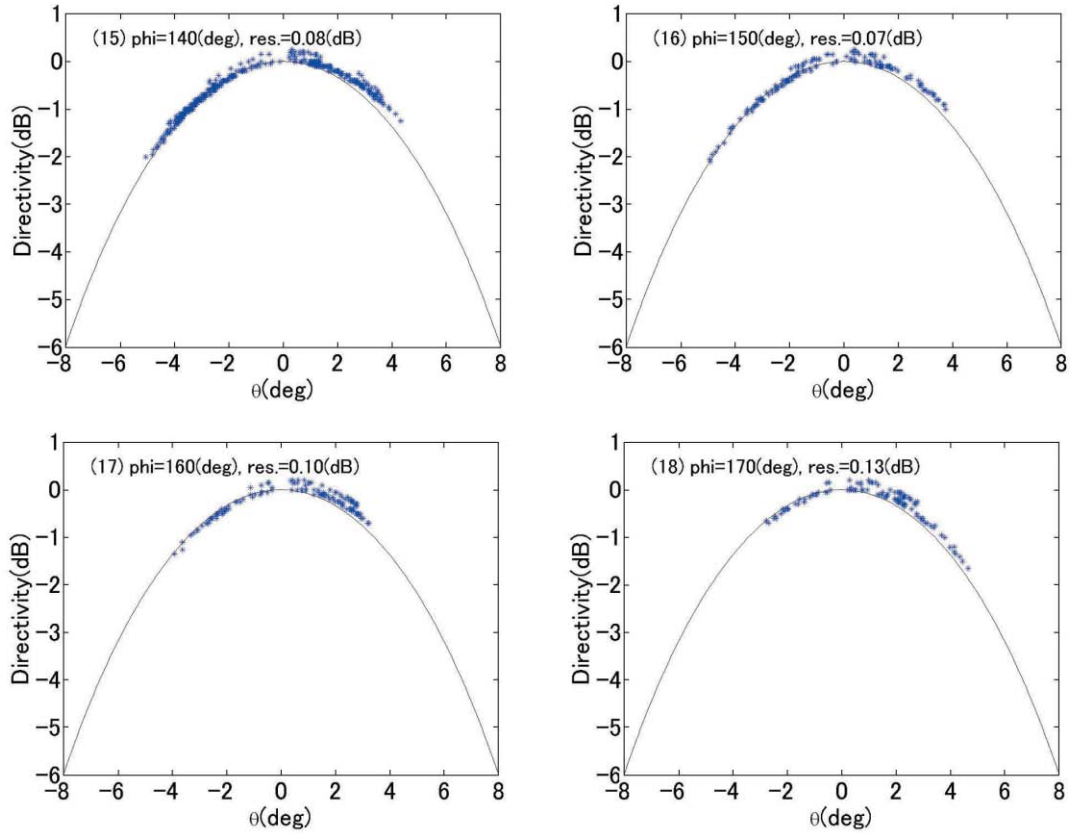 (15) phi=140(deg), res.=0.08(dB)
1
0
−1
−2
−3
−4
−5
−6
Directivity(dB)
−8 −6 −4 −2 0 2 4 6 8
θ(deg)
(16) phi=150(deg), res.=0.07(dB)
1
0
−1
−2
−3
−4
−5
−6
Directivity(dB)
−8 −6 −4 −2 0 2 4 6 8
θ(deg)
(17) phi=160(deg), res.=0.10(dB)
1
0
−1
−2
−3
−4
−5
−6
Directivity(dB)
−8 −6 −4 −2 0 2 4 6 8
θ(deg)
(18) phi=170(deg), res.=0.13(dB)
1
0
−1
−2
−3
−4
−5
−6
Directivity(dB)
−8 −6 −4 −2 0 2 4 6 8
θ(deg)